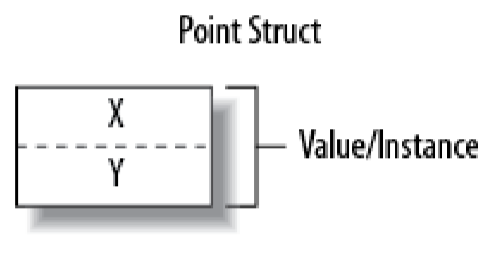 Point Struct
X
Y
Value/Instance